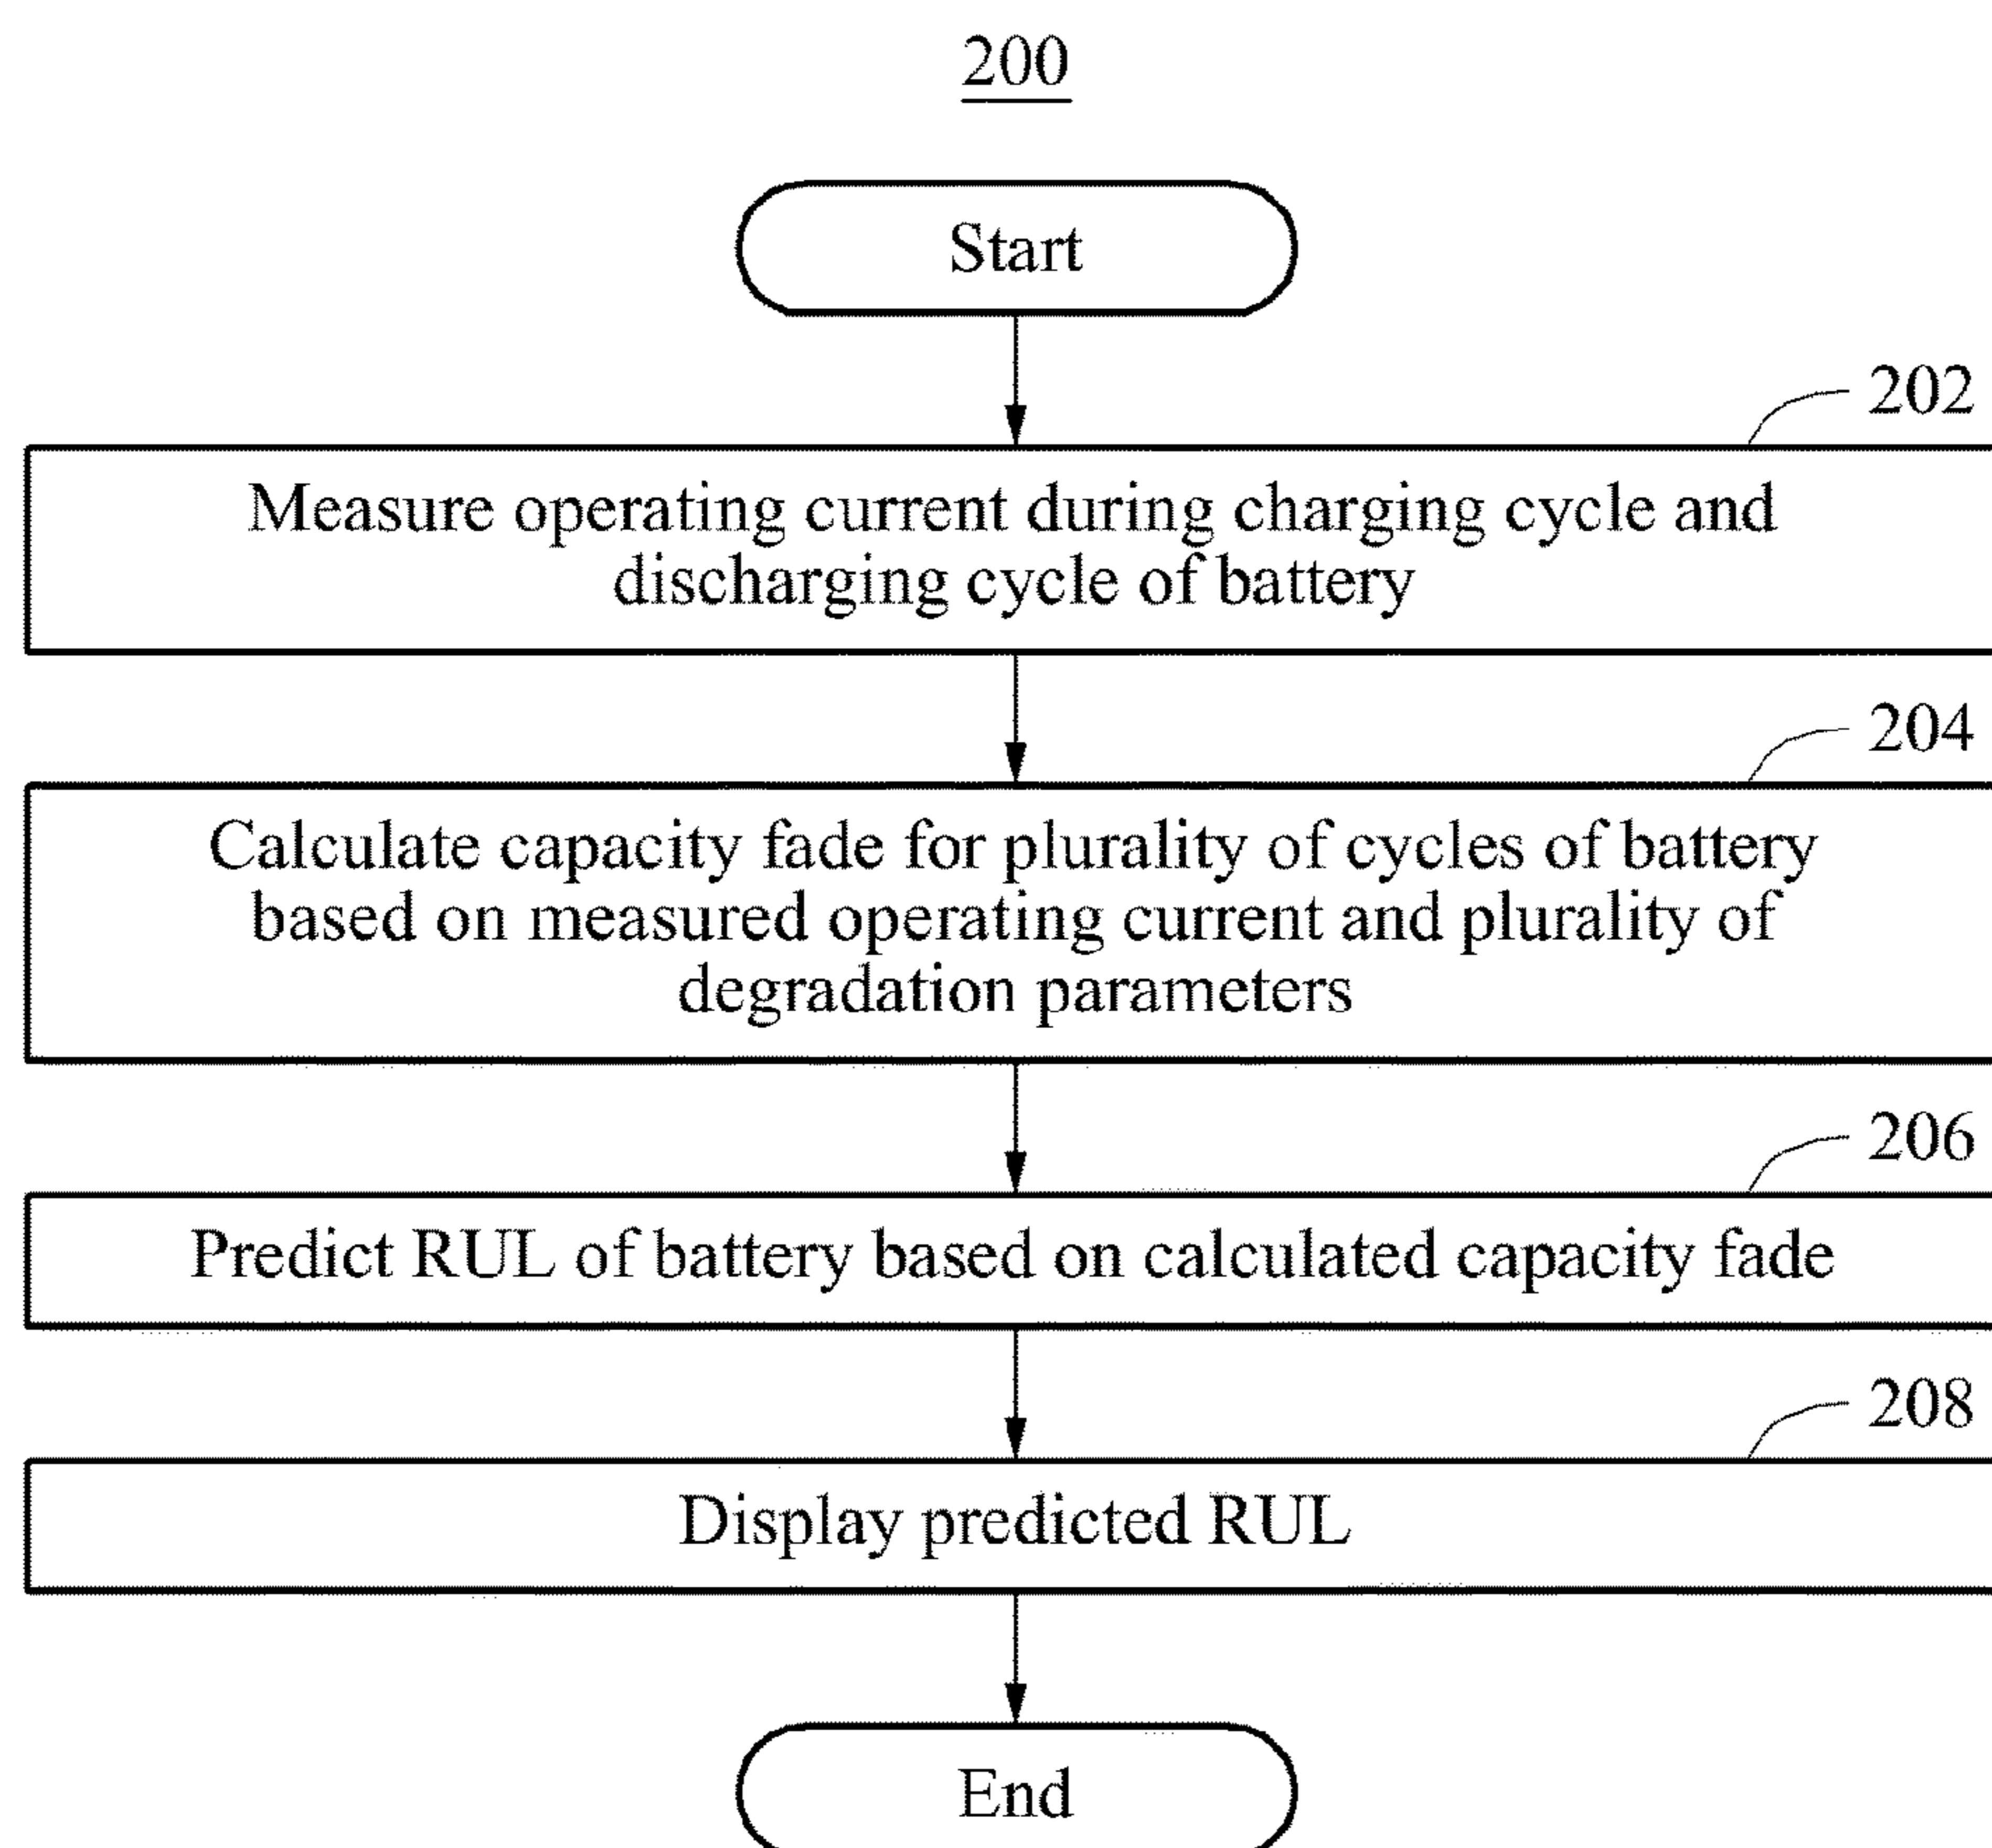 200
Start
202
Measure operating current during charging cycle and
discharging cycle of battery
204
Calculate capacity fade for plurality of cycles of battery
based on measured operating current and plurality of
degradation parameters
206
Predict RUL of battery based on calculated capacity fade
208
Display predicted RUL
End